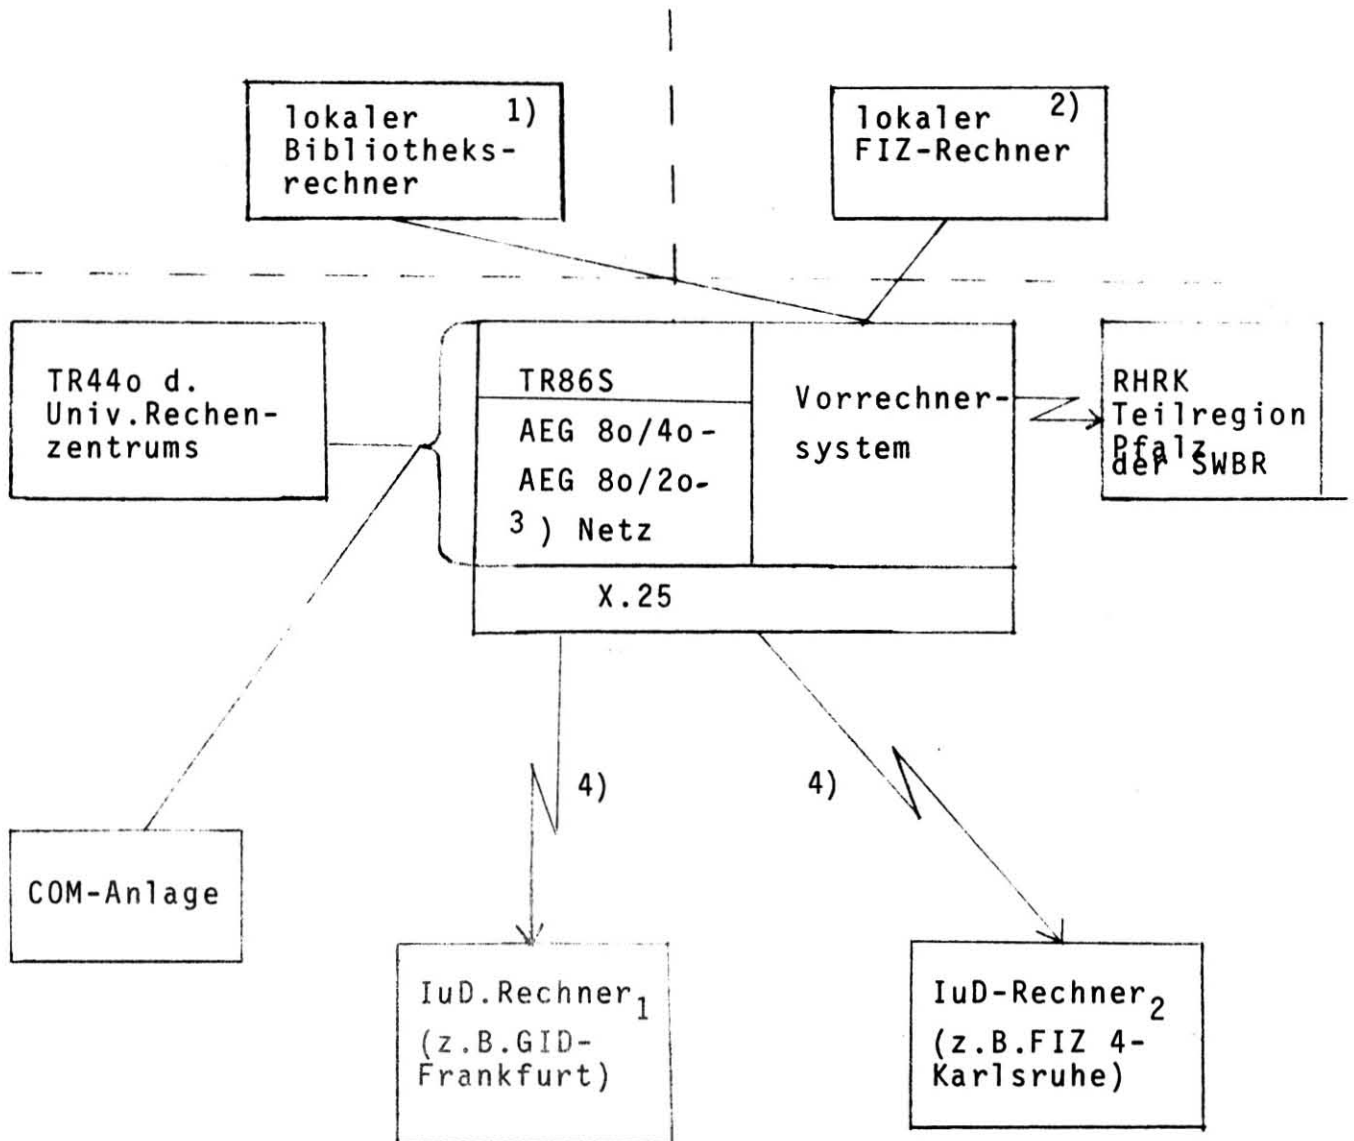 lokaler 1)
Bibliotheks-
rechner
lokaler 2)
FIZ-Rechner
TR44o d.
Univ.Rechen-
zentrums
TR86S
AEG 8o/4o-
AEG 8o/2o-
3) Netz
Vorrechner-
system
X.25
RHRK
Teilregion
Pfalz
der SWBR
4)
4)
COM-Anlage
IuD.Rechner1
(z.B.GID-
Frankfurt)
IuD-Rechner2
(z.B.FIZ 4-
Karlsruhe)